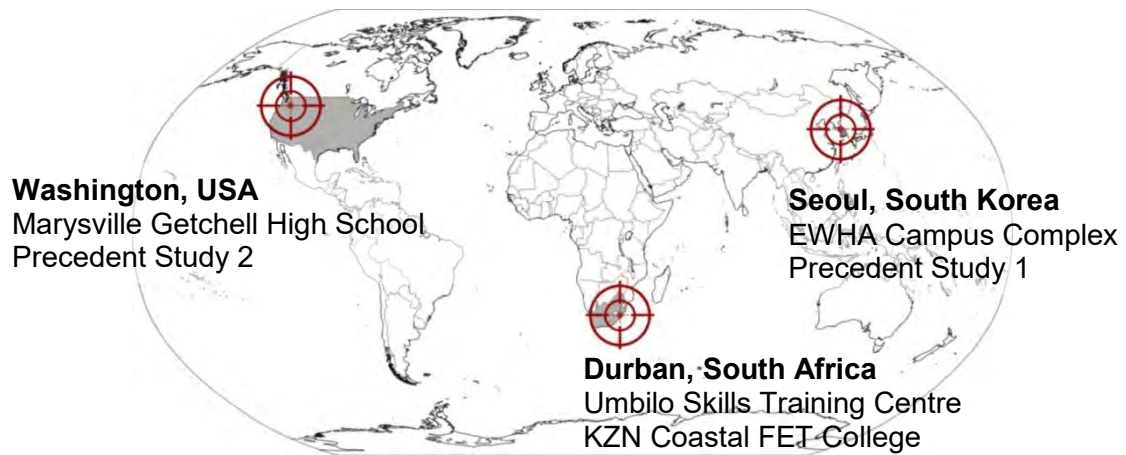 Washington, USA
Marysville Getchell High School
Precedent Study 2
Seoul, South Korea
EWHA Campus Complex
Precedent Study 1
Durban, South Africa
Umbilo Skills Training Centre
KZN Coastal FET College